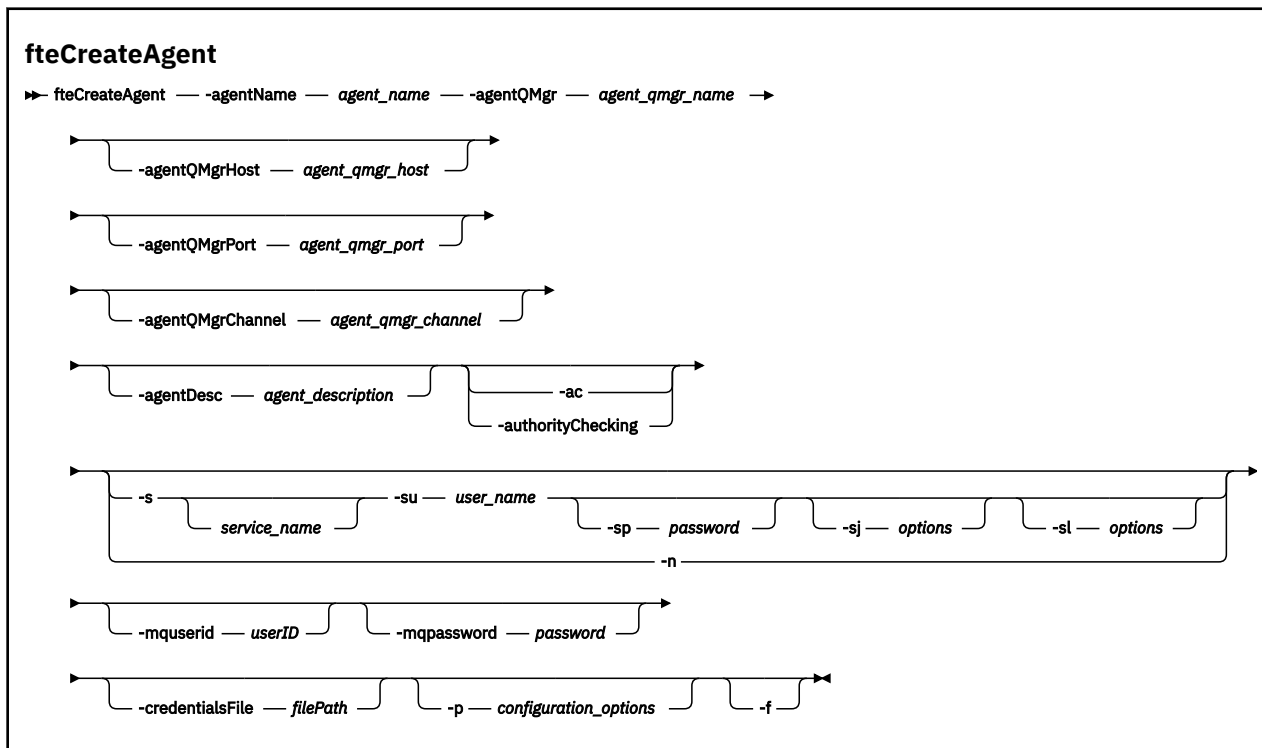 fteCreateAgent
fteCreateAgent -agentName agent_name -agentQMgr agent_qmgr_name
-agentQMgrHost agent_qmgr_host
-agentQMgrPort agent_qmgr_port
-agentQMgrChannel agent_qmgr_channel
-agentDesc agent_description -ac
-authorityChecking
-s -su user_name
service_name -sp password -sj options -sl options
-n
-mquserid userID -mqpassword password
-credentialsFile filePath -p configuration_options -f